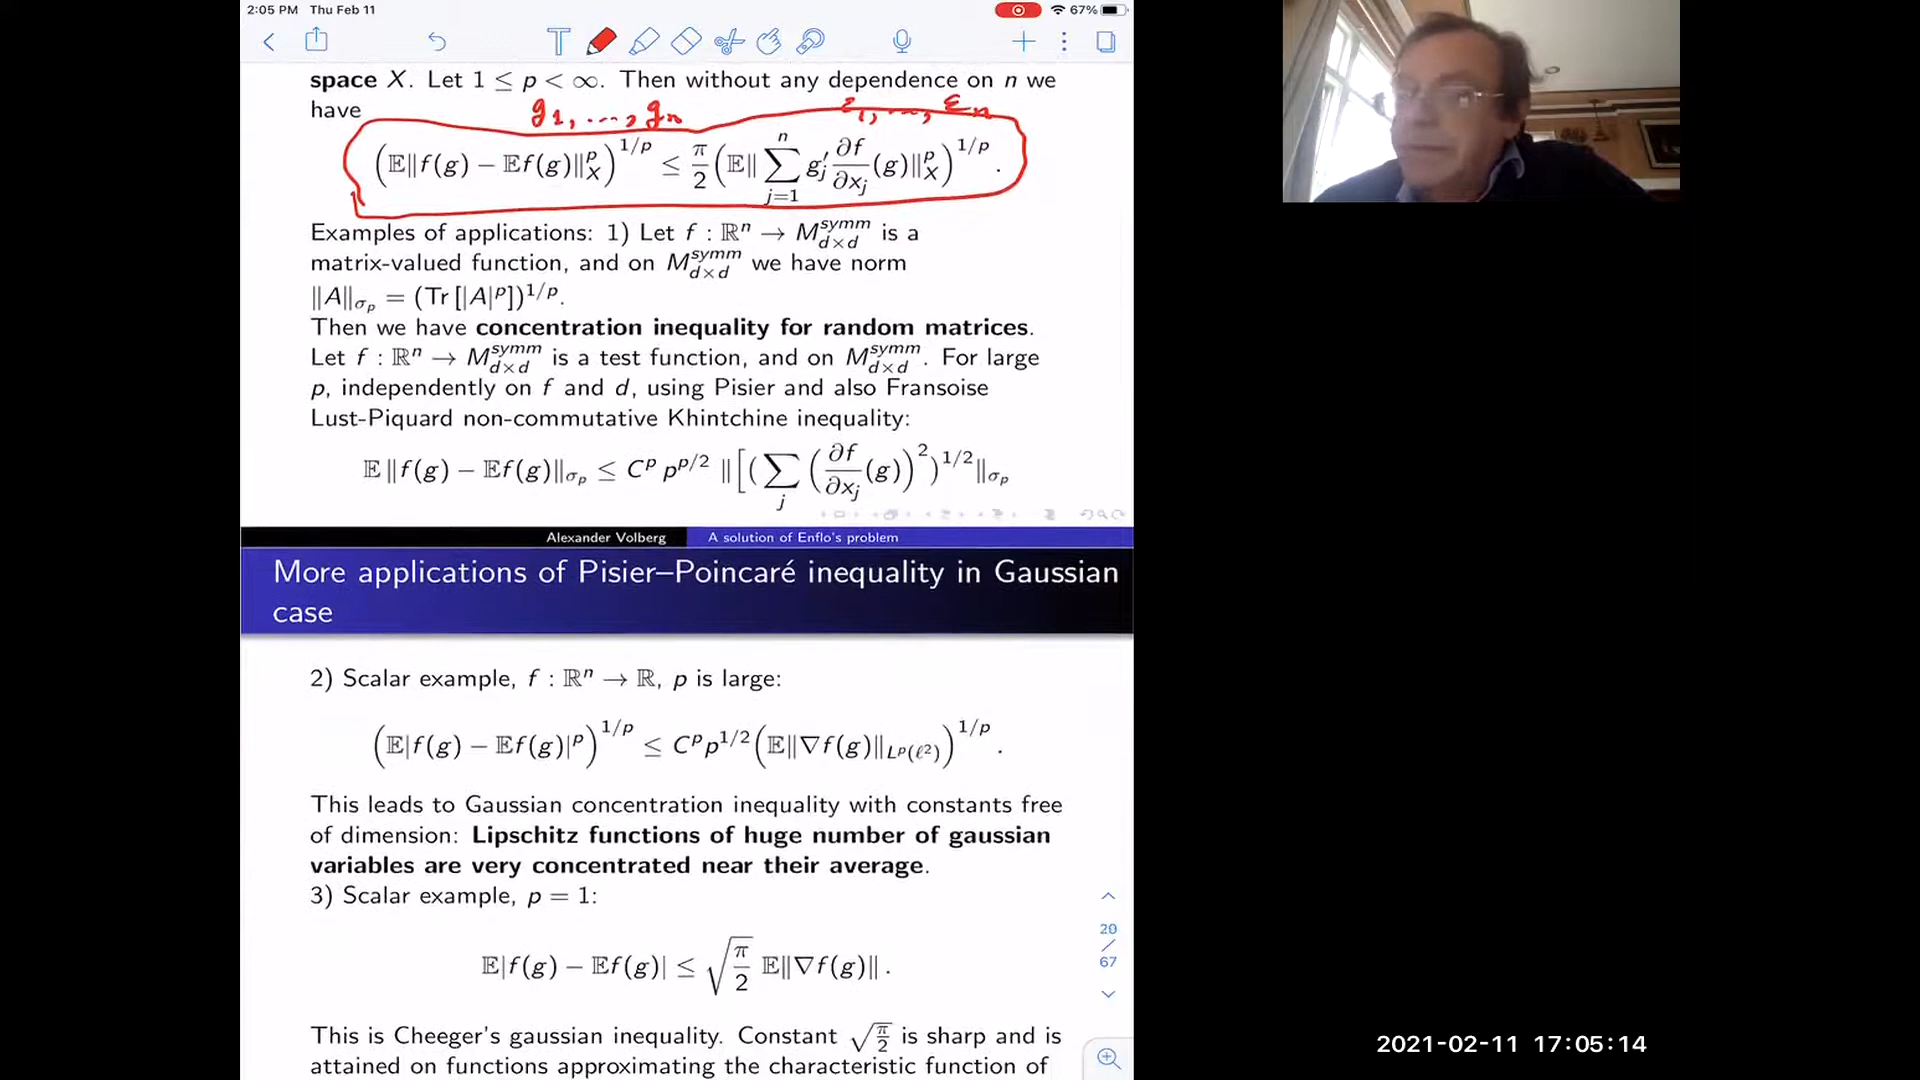 2:05 PM Thu Feb 11
67%
space X. Let 1 ≤ p < ∞. Then without any dependence on n we
have
g₁, ..., gₙ ε₁, ..., εₙ
(𝔼‖f(g) − 𝔼f(g)‖_X^p)^{1/p} ≤ π/2 (𝔼‖ ∑_{j=1}^n g′_j ∂f/∂x_j (g)‖_X^p)^{1/p}.
Examples of applications: 1) Let f : ℝⁿ → M^{symm}_{d×d} is a
matrix-valued function, and on M^{symm}_{d×d} we have norm
‖A‖_{σ_p} = (Tr [|A|^p])^{1/p}.
Then we have concentration inequality for random matrices.
Let f : ℝⁿ → M^{symm}_{d×d} is a test function, and on M^{symm}_{d×d}. For large
p, independently on f and d, using Pisier and also Fransoise
Lust-Piquard non-commutative Khintchine inequality:
𝔼 ‖f(g) − 𝔼f(g)‖_{σ_p} ≤ C^p p^{p/2} ‖[(∑_j (∂f/∂x_j (g))^2)^{1/2}‖_{σ_p}
Alexander Volberg A solution of Enflo's problem
More applications of Pisier–Poincaré inequality in Gaussian
case
2) Scalar example, f : ℝⁿ → ℝ, p is large:
(𝔼|f(g) − 𝔼f(g)|^p)^{1/p} ≤ C^p p^{1/2} (𝔼‖∇f(g)‖_{L^p(ℓ²)})^{1/p}.
This leads to Gaussian concentration inequality with constants free
of dimension: Lipschitz functions of huge number of gaussian
variables are very concentrated near their average.
3) Scalar example, p = 1:
𝔼|f(g) − 𝔼f(g)| ≤ √(π/2) 𝔼‖∇f(g)‖.
This is Cheeger's gaussian inequality. Constant √(π/2) is sharp and is
attained on functions approximating the characteristic function of
20
/
67
2021-02-11 17:05:14